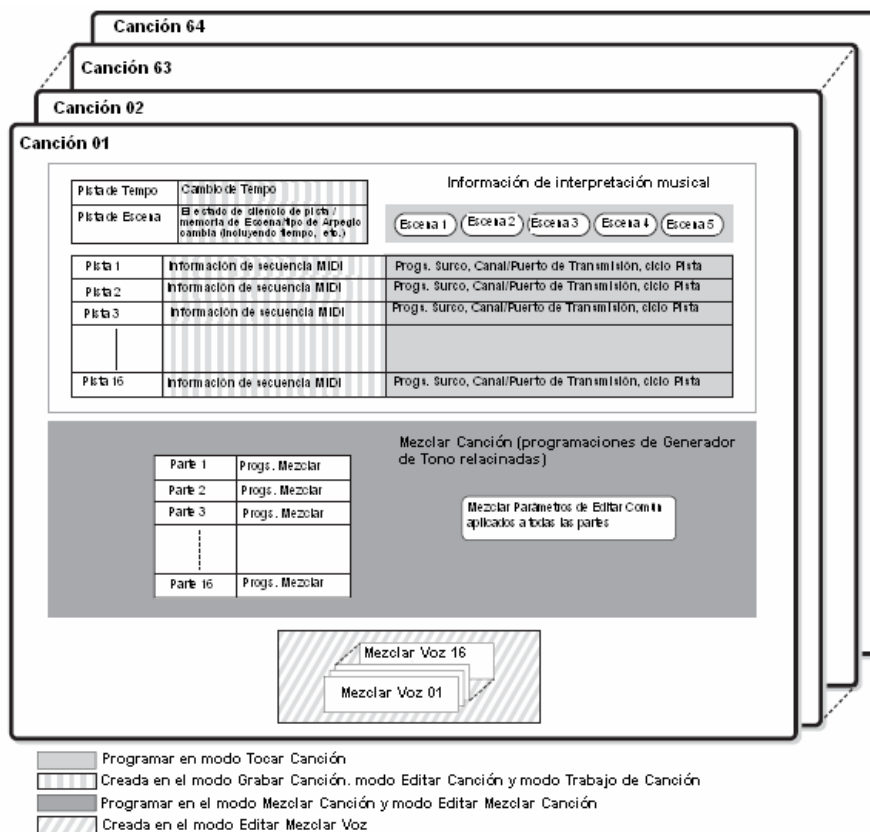 Canción 64
Canción 63
Canción 02
Canción 01
Información de interpretación musical
Pista de Tempo
Cambio de Tempo
Pista de Escena
El estado de silencio de pista /
memoria de Escena/tipo de Arpegio
cambia (Incluyendo tiempo, etc.)
Escena 1
Escena 2
Escena 3
Escena 4
Escena 5
Pista 1
Información de secuencia MIDI
Progs. Surco, Canal/Puerto de Transmisión, ciclo Pista
Pista 2
Información de secuencia MIDI
Progs. Surco, Canal/Puerto de Transmisión, ciclo Pista
Pista 3
Información de secuencia MIDI
Progs. Surco, Canal/Puerto de Transmisión, ciclo Pista
Pista 16
Información de secuencia MIDI
Progs. Surco, Canal/Puerto de Transmisión, ciclo Pista
Mezclar Canción (programaciones de Generador
de Tono relacinadas)
Parte 1
Progs. Mezclar
Parte 2
Progs. Mezclar
Parte 3
Progs. Mezclar
Parte 16
Progs. Mezclar
Mezclar Parámetros de Editar Común
aplicados a todas las partes
Mezclar Voz 16
Mezclar Voz 01
Programar en modo Tocar Canción
Creada en el modo Grabar Canción. modo Editar Canción y modo Trabajo de Canción
Programar en el modo Mezclar Canción y modo Editar Mezclar Canción
Creada en el modo Editar Mezclar Voz